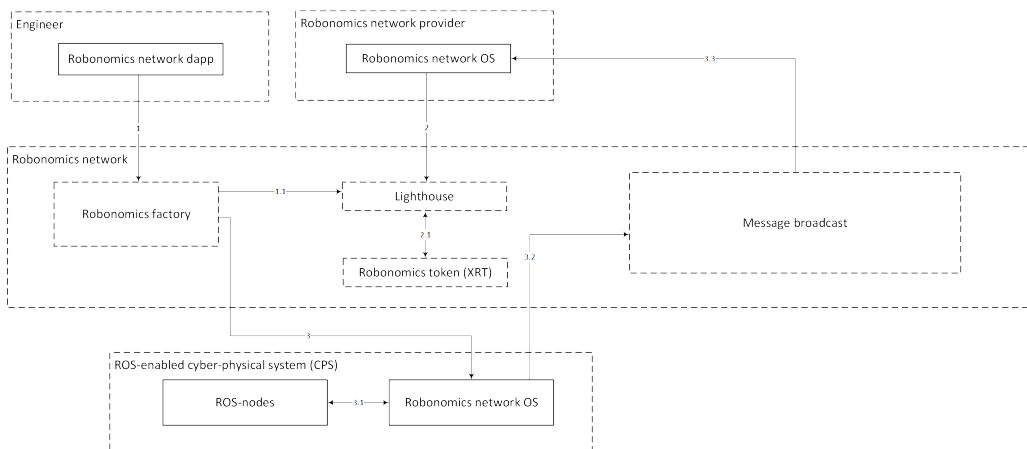 Engineer
Robonomics network dapp
Robonomics network provider
Robonomics network OS
3.3
1
2
Robonomics network
Robonomics factory
1.1
Lighthouse
2.1
Robonomics token (XRT)
Message broadcast
3.2
3
ROS-enabled cyber-physical system (CPS)
ROS-nodes
3.1
Robonomics network OS